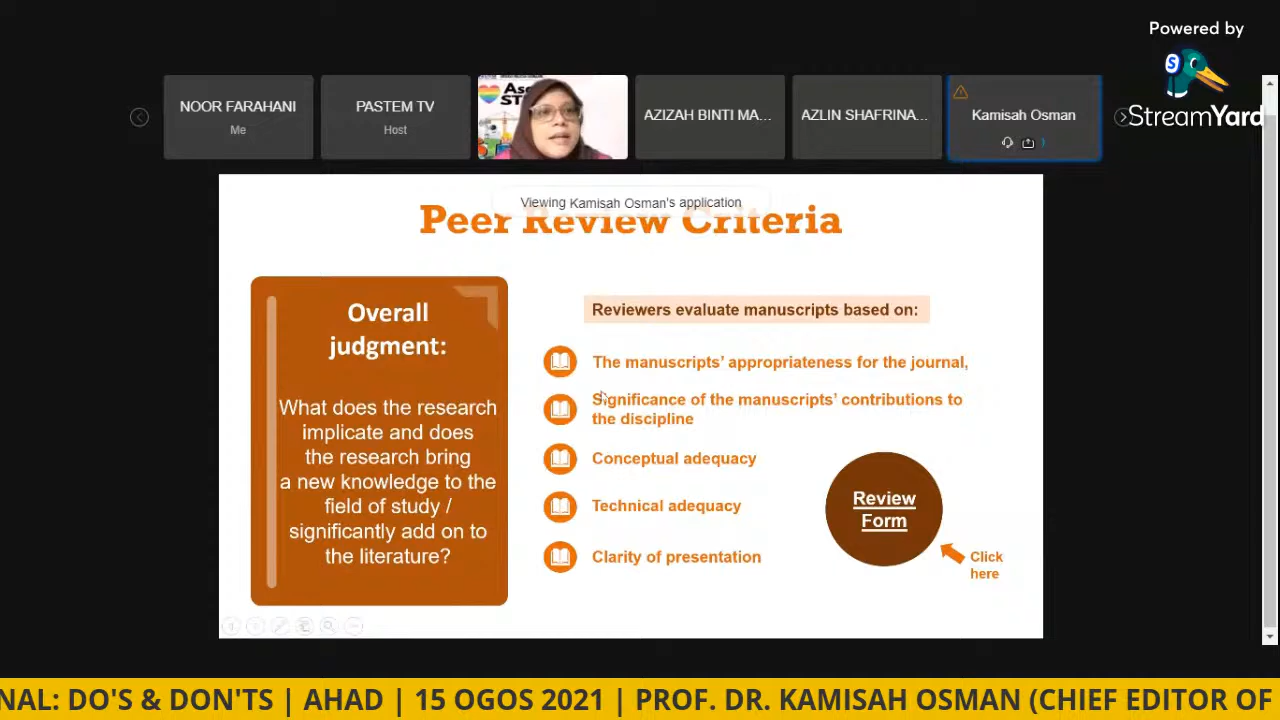 Powered by
StreamYard
NOOR FARAHANI
Me
PASTEM TV
Host
AZIZAH BINTI MA...
AZLIN SHAFRINA...
Kamisah Osman
Viewing Kamisah Osman's application
Peer Review Criteria
Overall
judgment:
What does the research
implicate and does
the research bring
a new knowledge to the
field of study /
significantly add on to
the literature?
Reviewers evaluate manuscripts based on:
The manuscripts' appropriateness for the journal,
Significance of the manuscripts' contributions to
the discipline
Conceptual adequacy
Technical adequacy
Clarity of presentation
Review
Form
Click
here
NAL: DO'S & DON'TS | AHAD | 15 OGOS 2021 | PROF. DR. KAMISAH OSMAN (CHIEF EDITOR OF